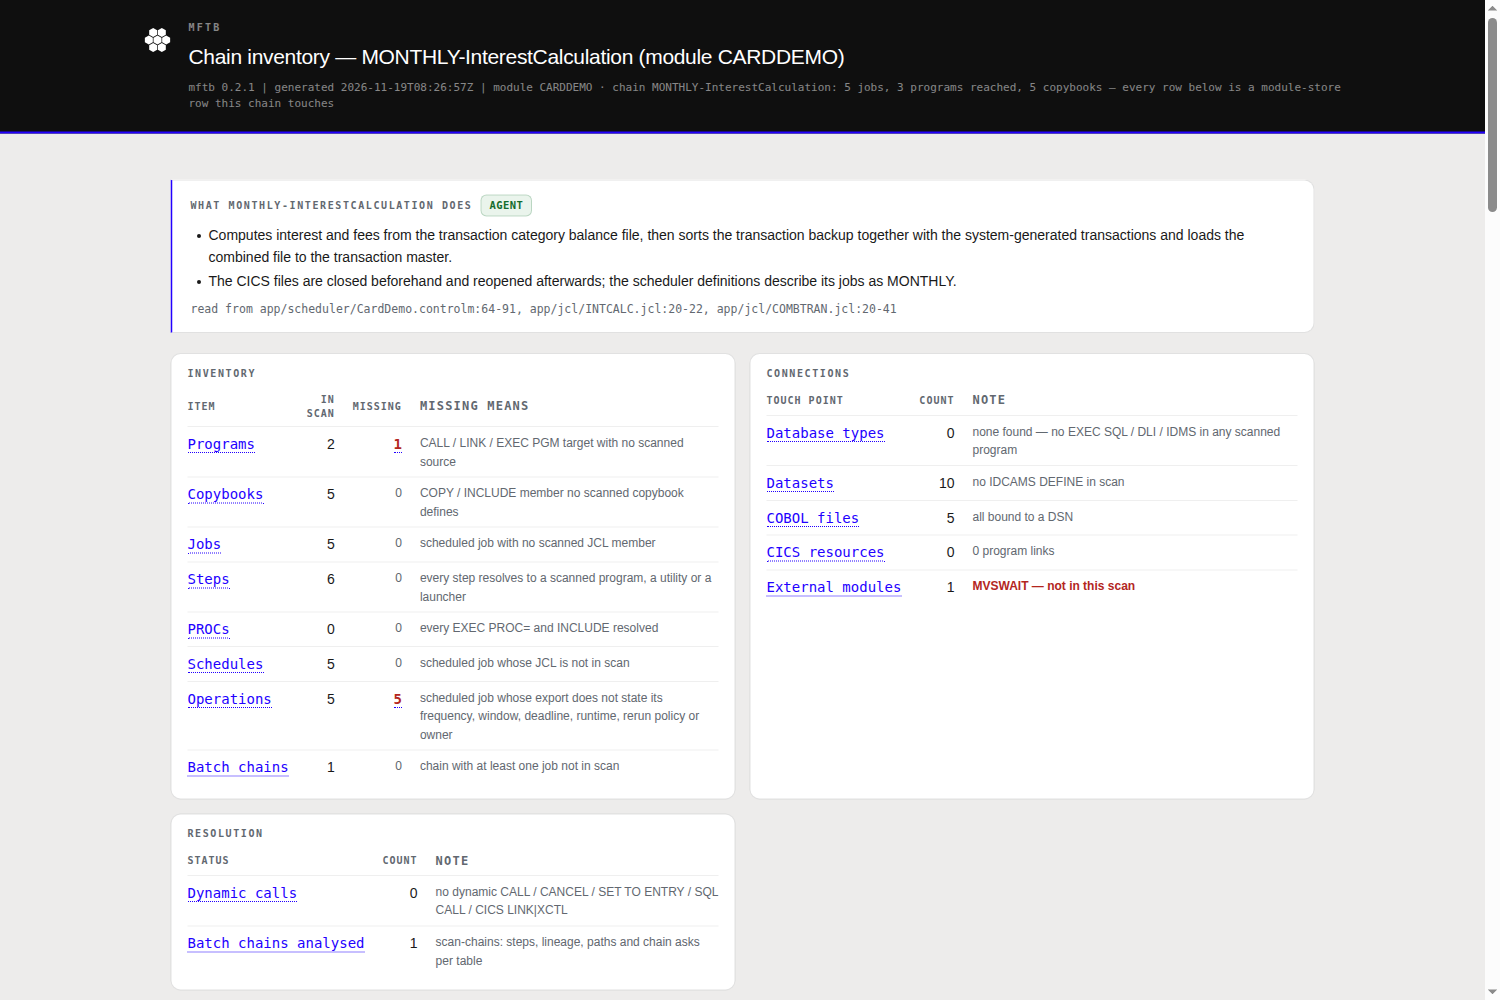 MFTB
Chain inventory — MONTHLY-InterestCalculation (module CARDDEMO)
mftb 0.2.1 | generated 2026-11-19T08:26:57Z | module CARDDEMO · chain MONTHLY-InterestCalculation: 5 jobs, 3 programs reached, 5 copybooks — every row below is a module-store
row this chain touches
WHAT MONTHLY-INTERESTCALCULATION DOES AGENT
• Computes interest and fees from the transaction category balance file, then sorts the transaction backup together with the system-generated transactions and loads the
combined file to the transaction master.
• The CICS files are closed beforehand and reopened afterwards; the scheduler definitions describe its jobs as MONTHLY.
read from app/scheduler/CardDemo.controlm:64-91, app/jcl/INTCALC.jcl:20-22, app/jcl/COMBTRAN.jcl:20-41
INVENTORY
ITEM IN SCAN MISSING MISSING MEANS
Programs 2 1 CALL / LINK / EXEC PGM target with no scanned
source
Copybooks 5 0 COPY / INCLUDE member no scanned copybook
defines
Jobs 5 0 scheduled job with no scanned JCL member
Steps 6 0 every step resolves to a scanned program, a utility or a
launcher
PROCs 0 0 every EXEC PROC= and INCLUDE resolved
Schedules 5 0 scheduled job whose JCL is not in scan
Operations 5 5 scheduled job whose export does not state its
frequency, window, deadline, runtime, rerun policy or
owner
Batch chains 1 0 chain with at least one job not in scan
CONNECTIONS
TOUCH POINT COUNT NOTE
Database types 0 none found — no EXEC SQL / DLI / IDMS in any scanned
program
Datasets 10 no IDCAMS DEFINE in scan
COBOL files 5 all bound to a DSN
CICS resources 0 0 program links
External modules 1 MVSWAIT — not in this scan
RESOLUTION
STATUS COUNT NOTE
Dynamic calls 0 no dynamic CALL / CANCEL / SET TO ENTRY / SQL
CALL / CICS LINK|XCTL
Batch chains analysed 1 scan-chains: steps, lineage, paths and chain asks
per table